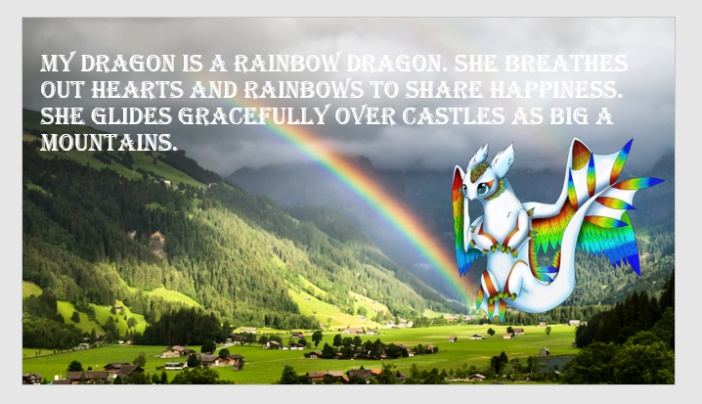 MY DRAGON IS A RAINBOW DRAGON. SHE BREATHES
OUT HEARTS AND RAINBOWS TO SHARE HAPPINESS.
SHE GLIDES GRACEFULLY OVER CASTLES AS BIG A
MOUNTAINS.